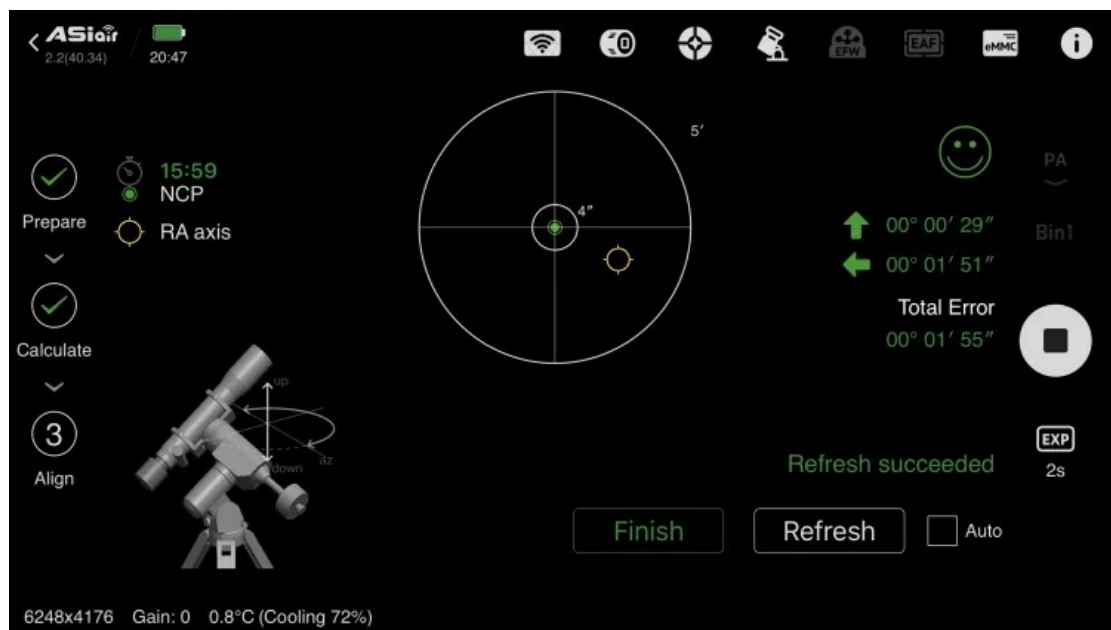 ASiair
2.2(40.34)
20:47
EFW
EAF
eMMC
Prepare
15:59
NCP
RA axis
Calculate
3
Align
up
down
az
5′
4″
00° 00′ 29″
00° 01′ 51″
Total Error
00° 01′ 55″
PA
Bin1
EXP
2s
Refresh succeeded
Finish
Refresh
Auto
6248x4176 Gain: 0 0.8°C (Cooling 72%)